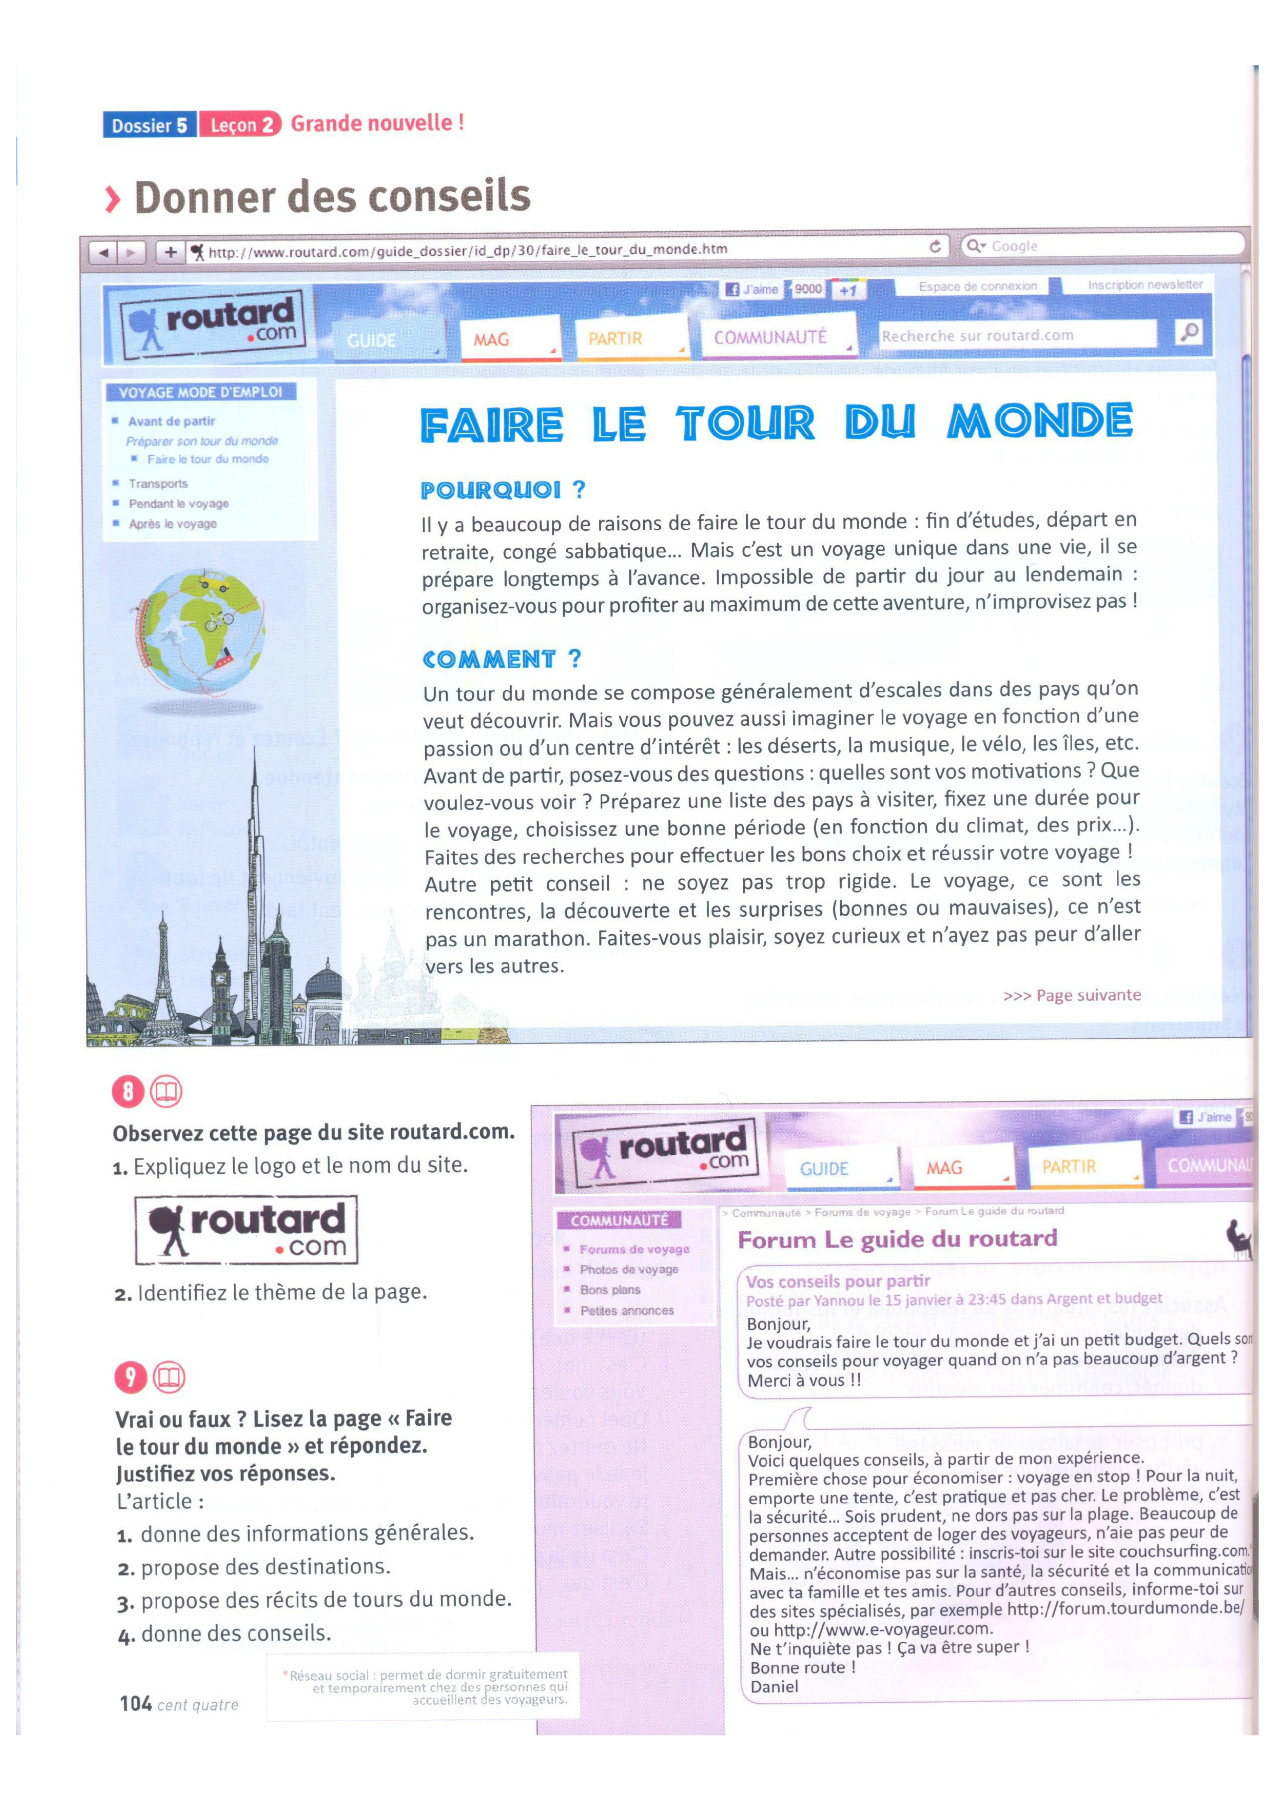 Dossier 5 Leçon 2 Grande nouvelle !
› Donner des conseils
http://www.routard.com/guide_dossier/id_dp/30/faire_le_tour_du_monde.htm
Google
J'aime 9000 +1 Espace de connexion Inscription newsletter
routard
.com
GUIDE MAG PARTIR COMMUNAUTÉ Recherche sur routard.com
VOYAGE MODE D'EMPLOI
Avant de partir
Préparer son tour du monde
Faire le tour du monde
Transports
Pendant le voyage
Après le voyage
FAIRE LE TOUR DU MONDE
POURQUOI ?
Il y a beaucoup de raisons de faire le tour du monde : fin d'études, départ en
retraite, congé sabbatique... Mais c'est un voyage unique dans une vie, il se
prépare longtemps à l'avance. Impossible de partir du jour au lendemain :
organisez-vous pour profiter au maximum de cette aventure, n'improvisez pas !
COMMENT ?
Un tour du monde se compose généralement d'escales dans des pays qu'on
veut découvrir. Mais vous pouvez aussi imaginer le voyage en fonction d'une
passion ou d'un centre d'intérêt : les déserts, la musique, le vélo, les îles, etc.
Avant de partir, posez-vous des questions : quelles sont vos motivations ? Que
voulez-vous voir ? Préparez une liste des pays à visiter, fixez une durée pour
le voyage, choisissez une bonne période (en fonction du climat, des prix...).
Faites des recherches pour effectuer les bons choix et réussir votre voyage !
Autre petit conseil : ne soyez pas trop rigide. Le voyage, ce sont les
rencontres, la découverte et les surprises (bonnes ou mauvaises), ce n'est
pas un marathon. Faites-vous plaisir, soyez curieux et n'ayez pas peur d'aller
vers les autres.
>>> Page suivante
8
Observez cette page du site routard.com.
1. Expliquez le logo et le nom du site.
routard
.com
2. Identifiez le thème de la page.
9
Vrai ou faux ? Lisez la page « Faire
le tour du monde » et répondez.
Justifiez vos réponses.
L'article :
1. donne des informations générales.
2. propose des destinations.
3. propose des récits de tours du monde.
4. donne des conseils.
*Réseau social : permet de dormir gratuitement
et temporairement chez des personnes qui
accueillent des voyageurs.
104 cent quatre
J'aime 90
routard
.com
GUIDE MAG PARTIR COMMUNAU
COMMUNAUTÉ
Forums de voyage
Photos de voyage
Bons plans
Petites annonces
> Communauté > Forums de voyage > Forum Le guide du routard
Forum Le guide du routard
Vos conseils pour partir
Posté par Yannou le 15 janvier à 23:45 dans Argent et budget
Bonjour,
Je voudrais faire le tour du monde et j'ai un petit budget. Quels son
vos conseils pour voyager quand on n'a pas beaucoup d'argent ?
Merci à vous !!
Bonjour,
Voici quelques conseils, à partir de mon expérience.
Première chose pour économiser : voyage en stop ! Pour la nuit,
emporte une tente, c'est pratique et pas cher. Le problème, c'est
la sécurité... Sois prudent, ne dors pas sur la plage. Beaucoup de
personnes acceptent de loger des voyageurs, n'aie pas peur de
demander. Autre possibilité : inscris-toi sur le site couchsurfing.com.*
Mais... n'économise pas sur la santé, la sécurité et la communicatio
avec ta famille et tes amis. Pour d'autres conseils, informe-toi sur
des sites spécialisés, par exemple http://forum.tourdumonde.be/
ou http://www.e-voyageur.com.
Ne t'inquiète pas ! Ça va être super !
Bonne route !
Daniel